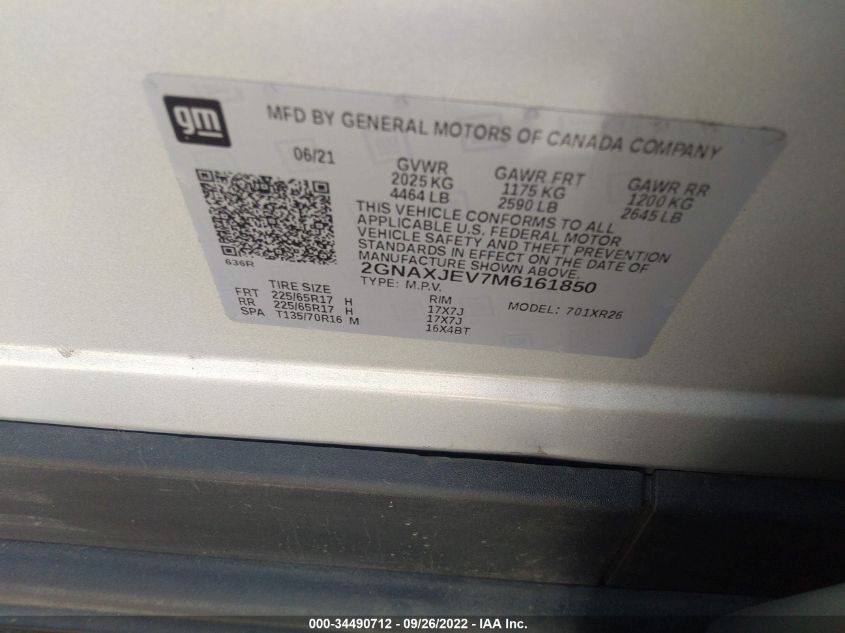 gm
MFD BY GENERAL MOTORS OF CANADA COMPANY
06/21
GVWR GAWR FRT GAWR RR
2025 KG 1175 KG 1200 KG
4464 LB 2590 LB 2645 LB
THIS VEHICLE CONFORMS TO ALL
APPLICABLE U.S. FEDERAL MOTOR
VEHICLE SAFETY AND THEFT PREVENTION
STANDARDS IN EFFECT ON THE DATE OF
MANUFACTURE SHOWN ABOVE.
636R
2GNAXJEV7M6161850
TYPE: M.P.V.
MODEL: 701XR26
TIRE SIZE RIM
FRT 225/65R17 H 17X7J
RR 225/65R17 H 17X7J
SPA T135/70R16 M 16X4BT
000-34490712 - 09/26/2022 - IAA Inc.